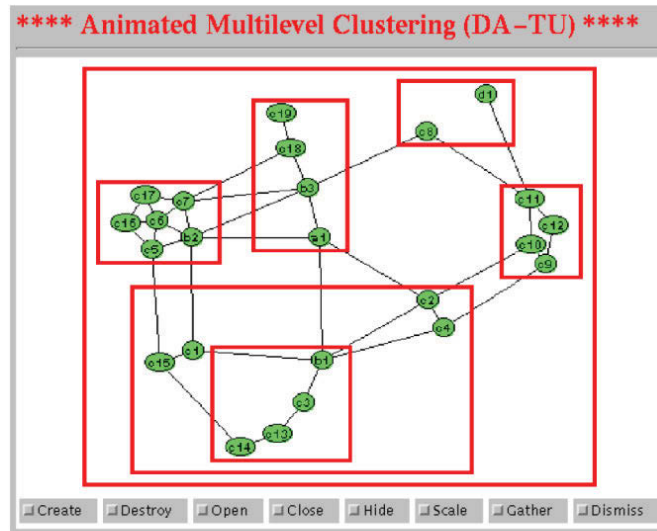 **** Animated Multilevel Clustering (DA-TU) ****
d1
c19
c8
c18
c17
c7
b3
c11
c16
c6
c12
b2
a1
c10
c5
c9
c2
c4
c1
c15
b1
c3
c13
c14
Create Destroy Open Close Hide Scale Gather Dismiss